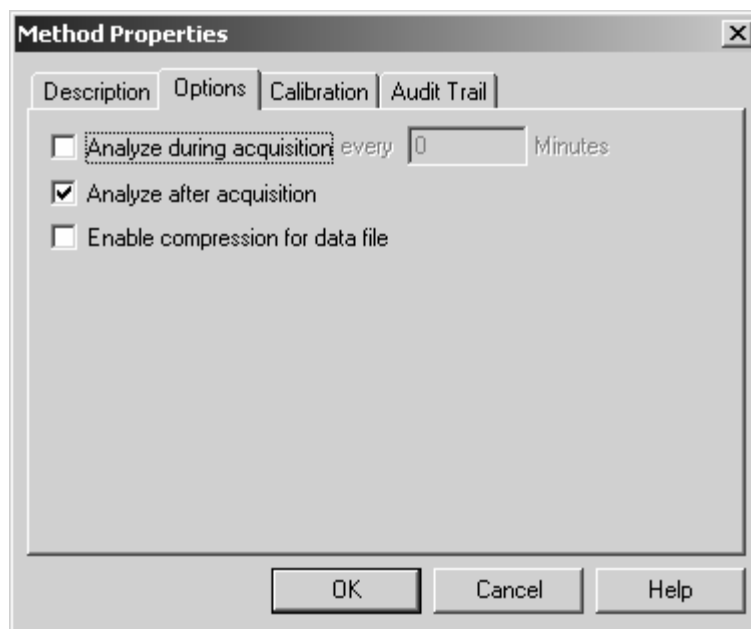 Method Properties
Description Options Calibration Audit Trail
Analyze during acquisition every 0 Minutes
Analyze after acquisition
Enable compression for data file
OK Cancel Help